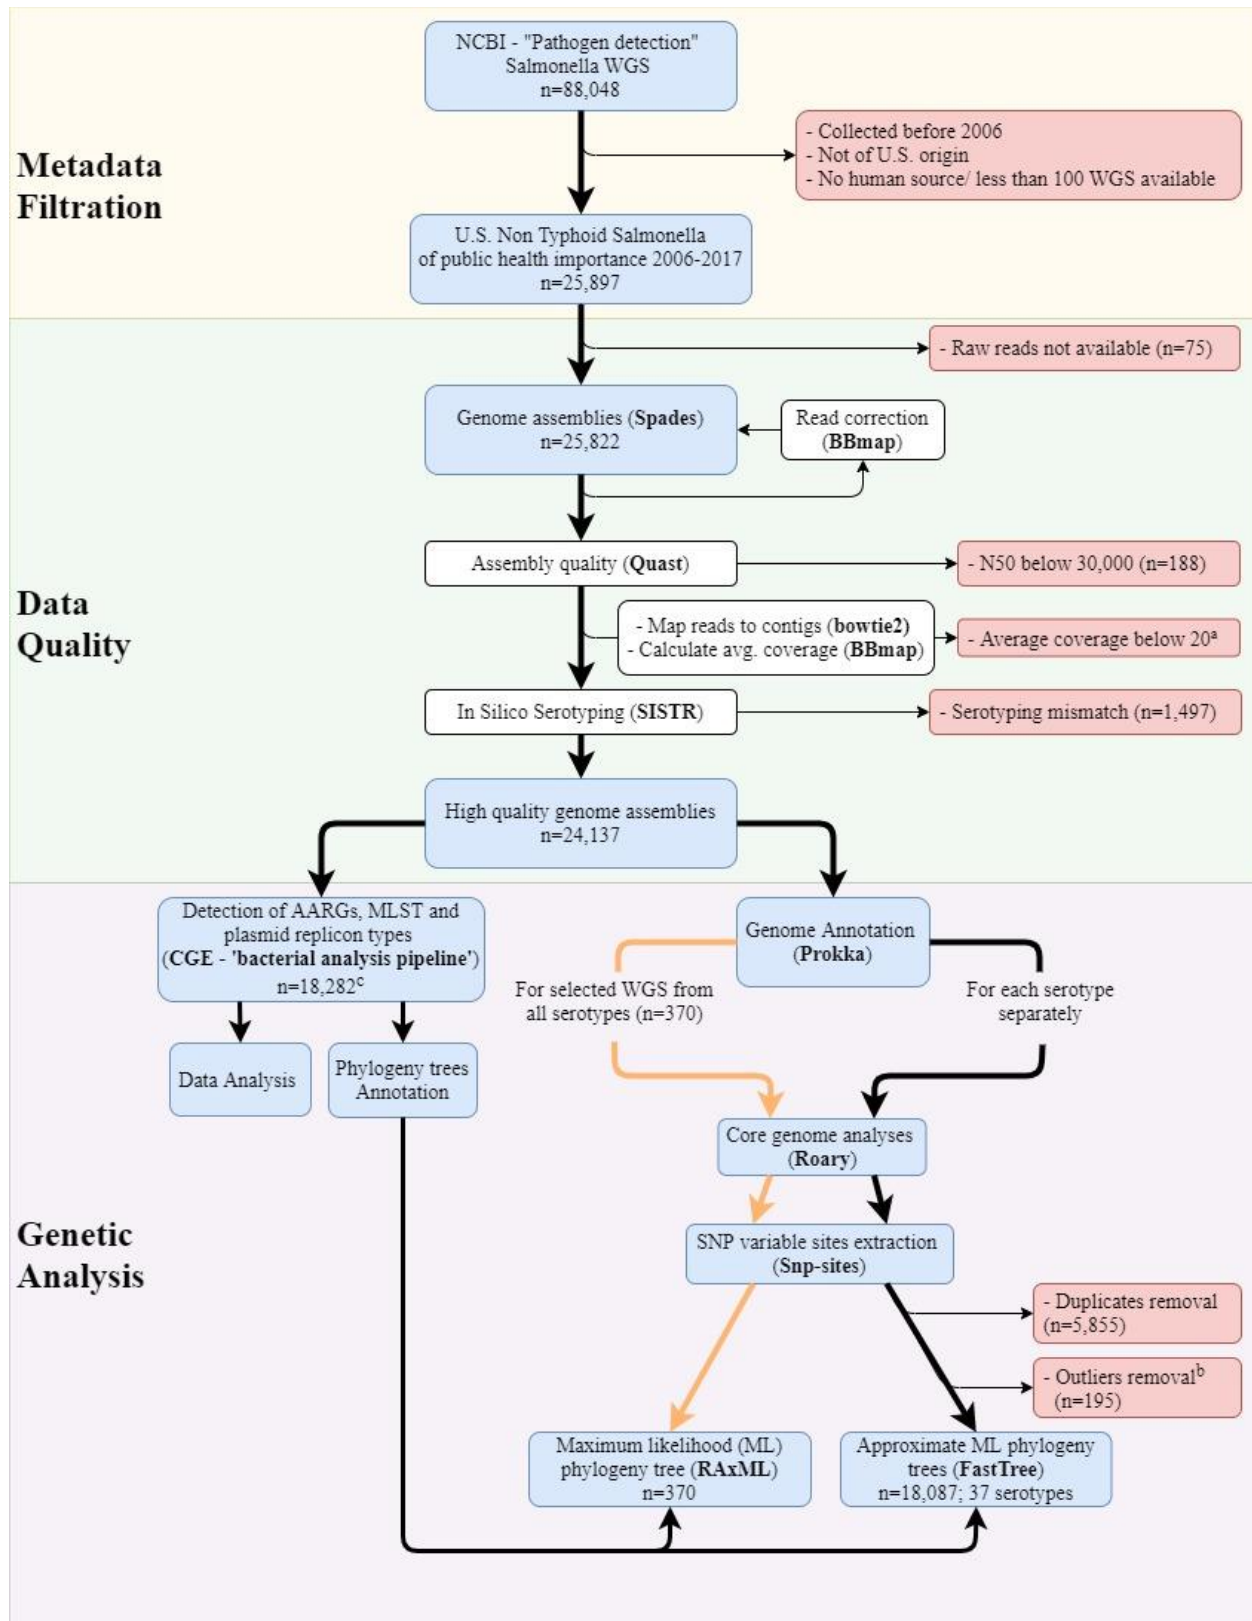 NCBI - "Pathogen detection"
Salmonella WGS
n=88,048
- Collected before 2006
- Not of U.S. origin
- No human source/ less than 100 WGS available
Metadata
Filtration
U.S. Non Typhoid Salmonella
of public health importance 2006-2017
n=25,897
- Raw reads not available (n=75)
Genome assemblies (Spades)
n=25,822
Read correction
(BBmap)
Assembly quality (Quast)
- N50 below 30,000 (n=188)
Data
Quality
- Map reads to contigs (bowtie2)
- Calculate avg. coverage (BBmap)
- Average coverage below 20ᵃ
In Silico Serotyping (SISTR)
- Serotyping mismatch (n=1,497)
High quality genome assemblies
n=24,137
Detection of AARGs, MLST and
plasmid replicon types
(CGE - 'bacterial analysis pipeline')
n=18,282ᶜ
Genome Annotation
(Prokka)
For selected WGS from
all serotypes (n=370)
For each serotype
separately
Data Analysis
Phylogeny trees
Annotation
Core genome analyses
(Roary)
Genetic
Analysis
SNP variable sites extraction
(Snp-sites)
- Duplicates removal
(n=5,855)
- Outliers removalᵇ
(n=195)
Maximum likelihood (ML)
phylogeny tree (RAxML)
n=370
Approximate ML phylogeny
trees (FastTree)
n=18,087; 37 serotypes